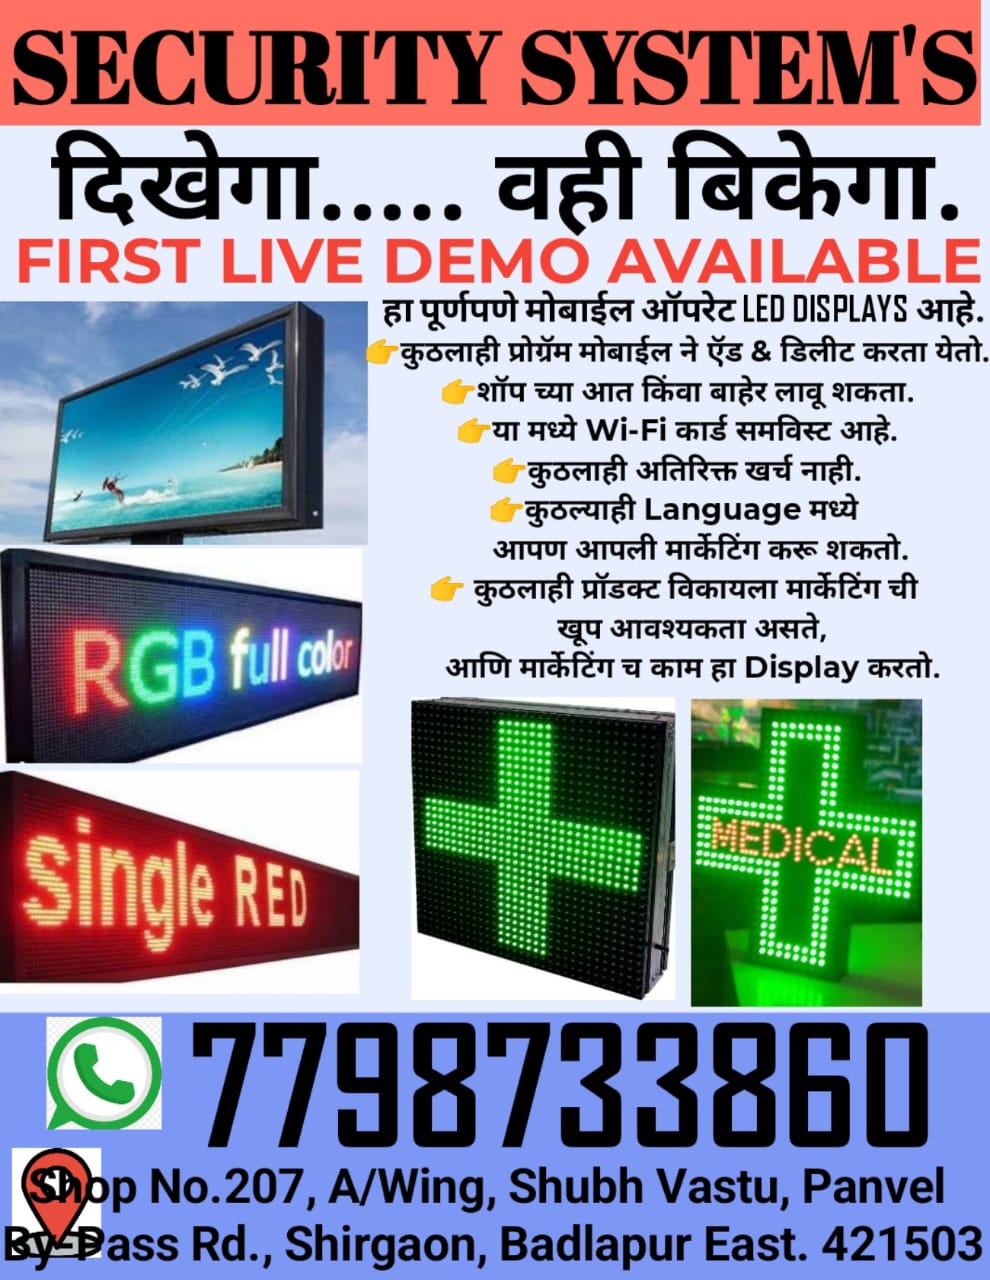 SECURITY SYSTEM'S
दिखेगा..... वही बिकेगा.
FIRST LIVE DEMO AVAILABLE
हा पूर्णपणे मोबाईल ऑपरेट LED DISPLAYS आहे.
👉कुठलाही प्रोग्रॅम मोबाईल ने ऍड & डिलीट करता येतो.
👉शॉप च्या आत किंवा बाहेर लावू शकता.
👉या मध्ये Wi-Fi कार्ड समविस्ट आहे.
👉कुठलाही अतिरिक्त खर्च नाही.
👉कुठल्याही Language मध्ये
आपण आपली मार्केटिंग करू शकतो.
👉 कुठलाही प्रॉडक्ट विकायला मार्केटिंग ची
खूप आवश्यकता असते,
आणि मार्केटिंग च काम हा Display करतो.
RGB full color
single RED
MEDICAL
7798733860
Shop No.207, A/Wing, Shubh Vastu, Panvel
By-Pass Rd., Shirgaon, Badlapur East. 421503